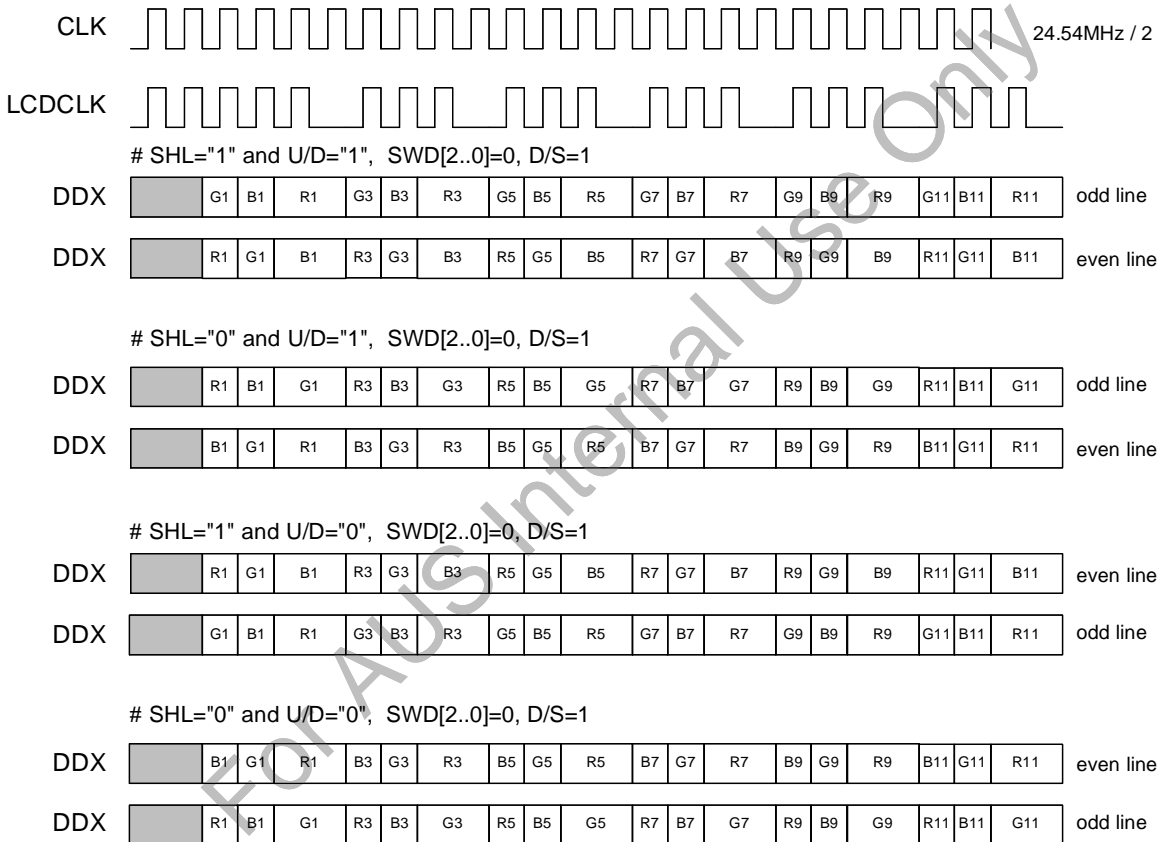 CLK 24.54MHz / 2
LCDCLK
# SHL="1" and U/D="1", SWD[2..0]=0, D/S=1
DDX G1 B1 R1 G3 B3 R3 G5 B5 R5 G7 B7 R7 G9 B9 R9 G11 B11 R11 odd line
DDX R1 G1 B1 R3 G3 B3 R5 G5 B5 R7 G7 B7 R9 G9 B9 R11 G11 B11 even line
# SHL="0" and U/D="1", SWD[2..0]=0, D/S=1
DDX R1 B1 G1 R3 B3 G3 R5 B5 G5 R7 B7 G7 R9 B9 G9 R11 B11 G11 odd line
DDX B1 G1 R1 B3 G3 R3 B5 G5 R5 B7 G7 R7 B9 G9 R9 B11 G11 R11 even line
# SHL="1" and U/D="0", SWD[2..0]=0, D/S=1
DDX R1 G1 B1 R3 G3 B3 R5 G5 B5 R7 G7 B7 R9 G9 B9 R11 G11 B11 even line
DDX G1 B1 R1 G3 B3 R3 G5 B5 R5 G7 B7 R7 G9 B9 R9 G11 B11 R11 odd line
# SHL="0" and U/D="0", SWD[2..0]=0, D/S=1
DDX B1 G1 R1 B3 G3 R3 B5 G5 R5 B7 G7 R7 B9 G9 R9 B11 G11 R11 even line
DDX R1 B1 G1 R3 B3 G3 R5 B5 G5 R7 B7 G7 R9 B9 G9 R11 B11 G11 odd line
For AUS Internal Use Only